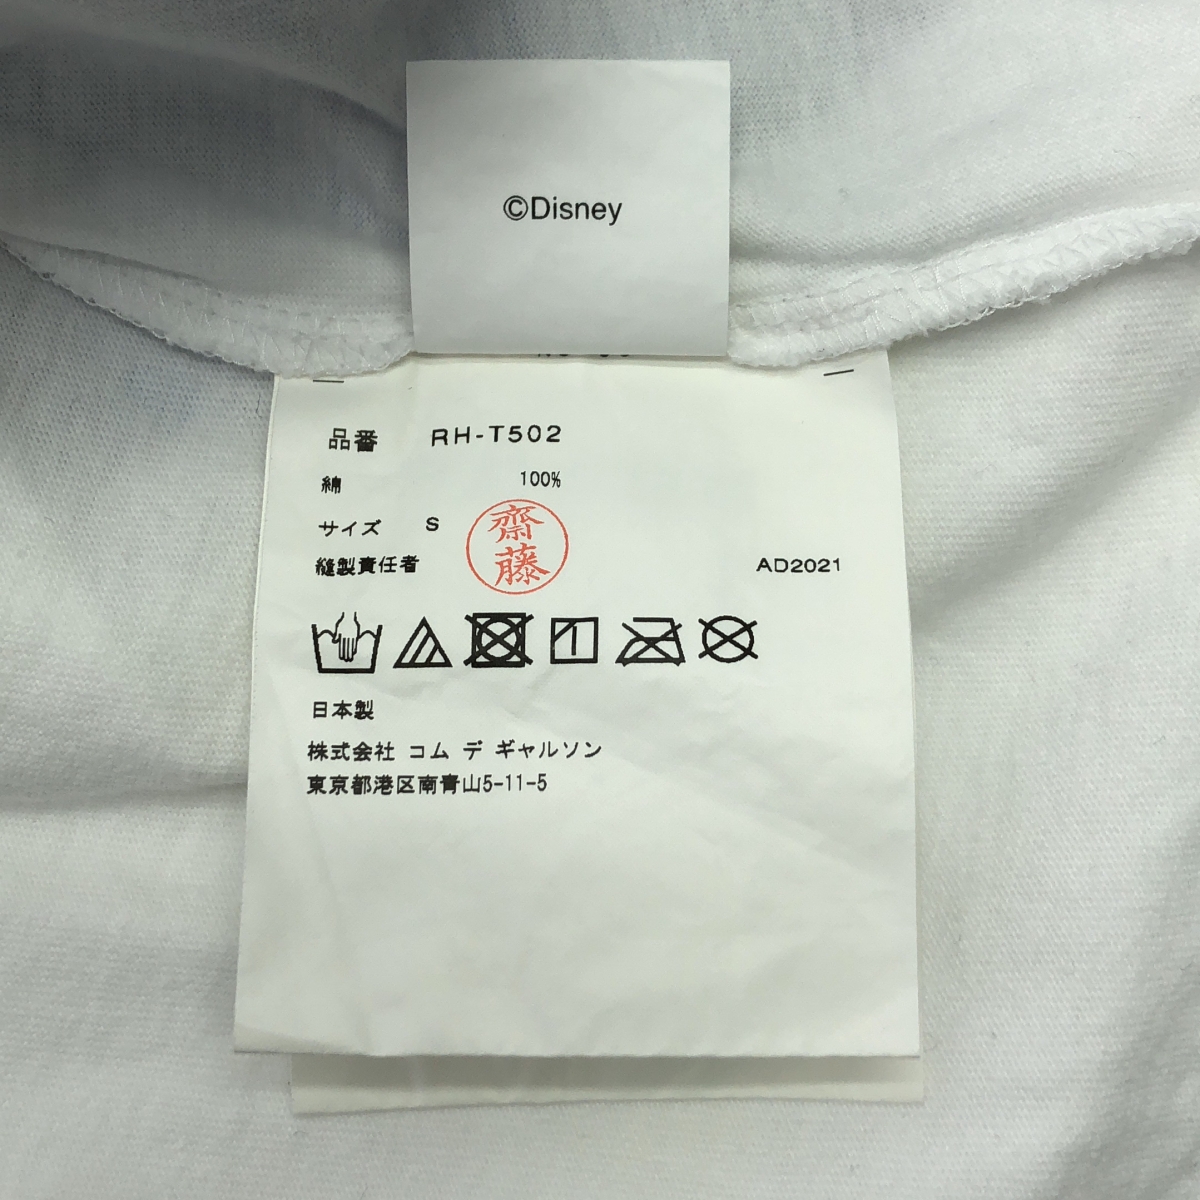 ©Disney
品番 RH-T502
綿 100%
サイズ S
齋藤
縫製責任者 AD2021
日本製
株式会社 コム デ ギャルソン
東京都港区南青山5-11-5